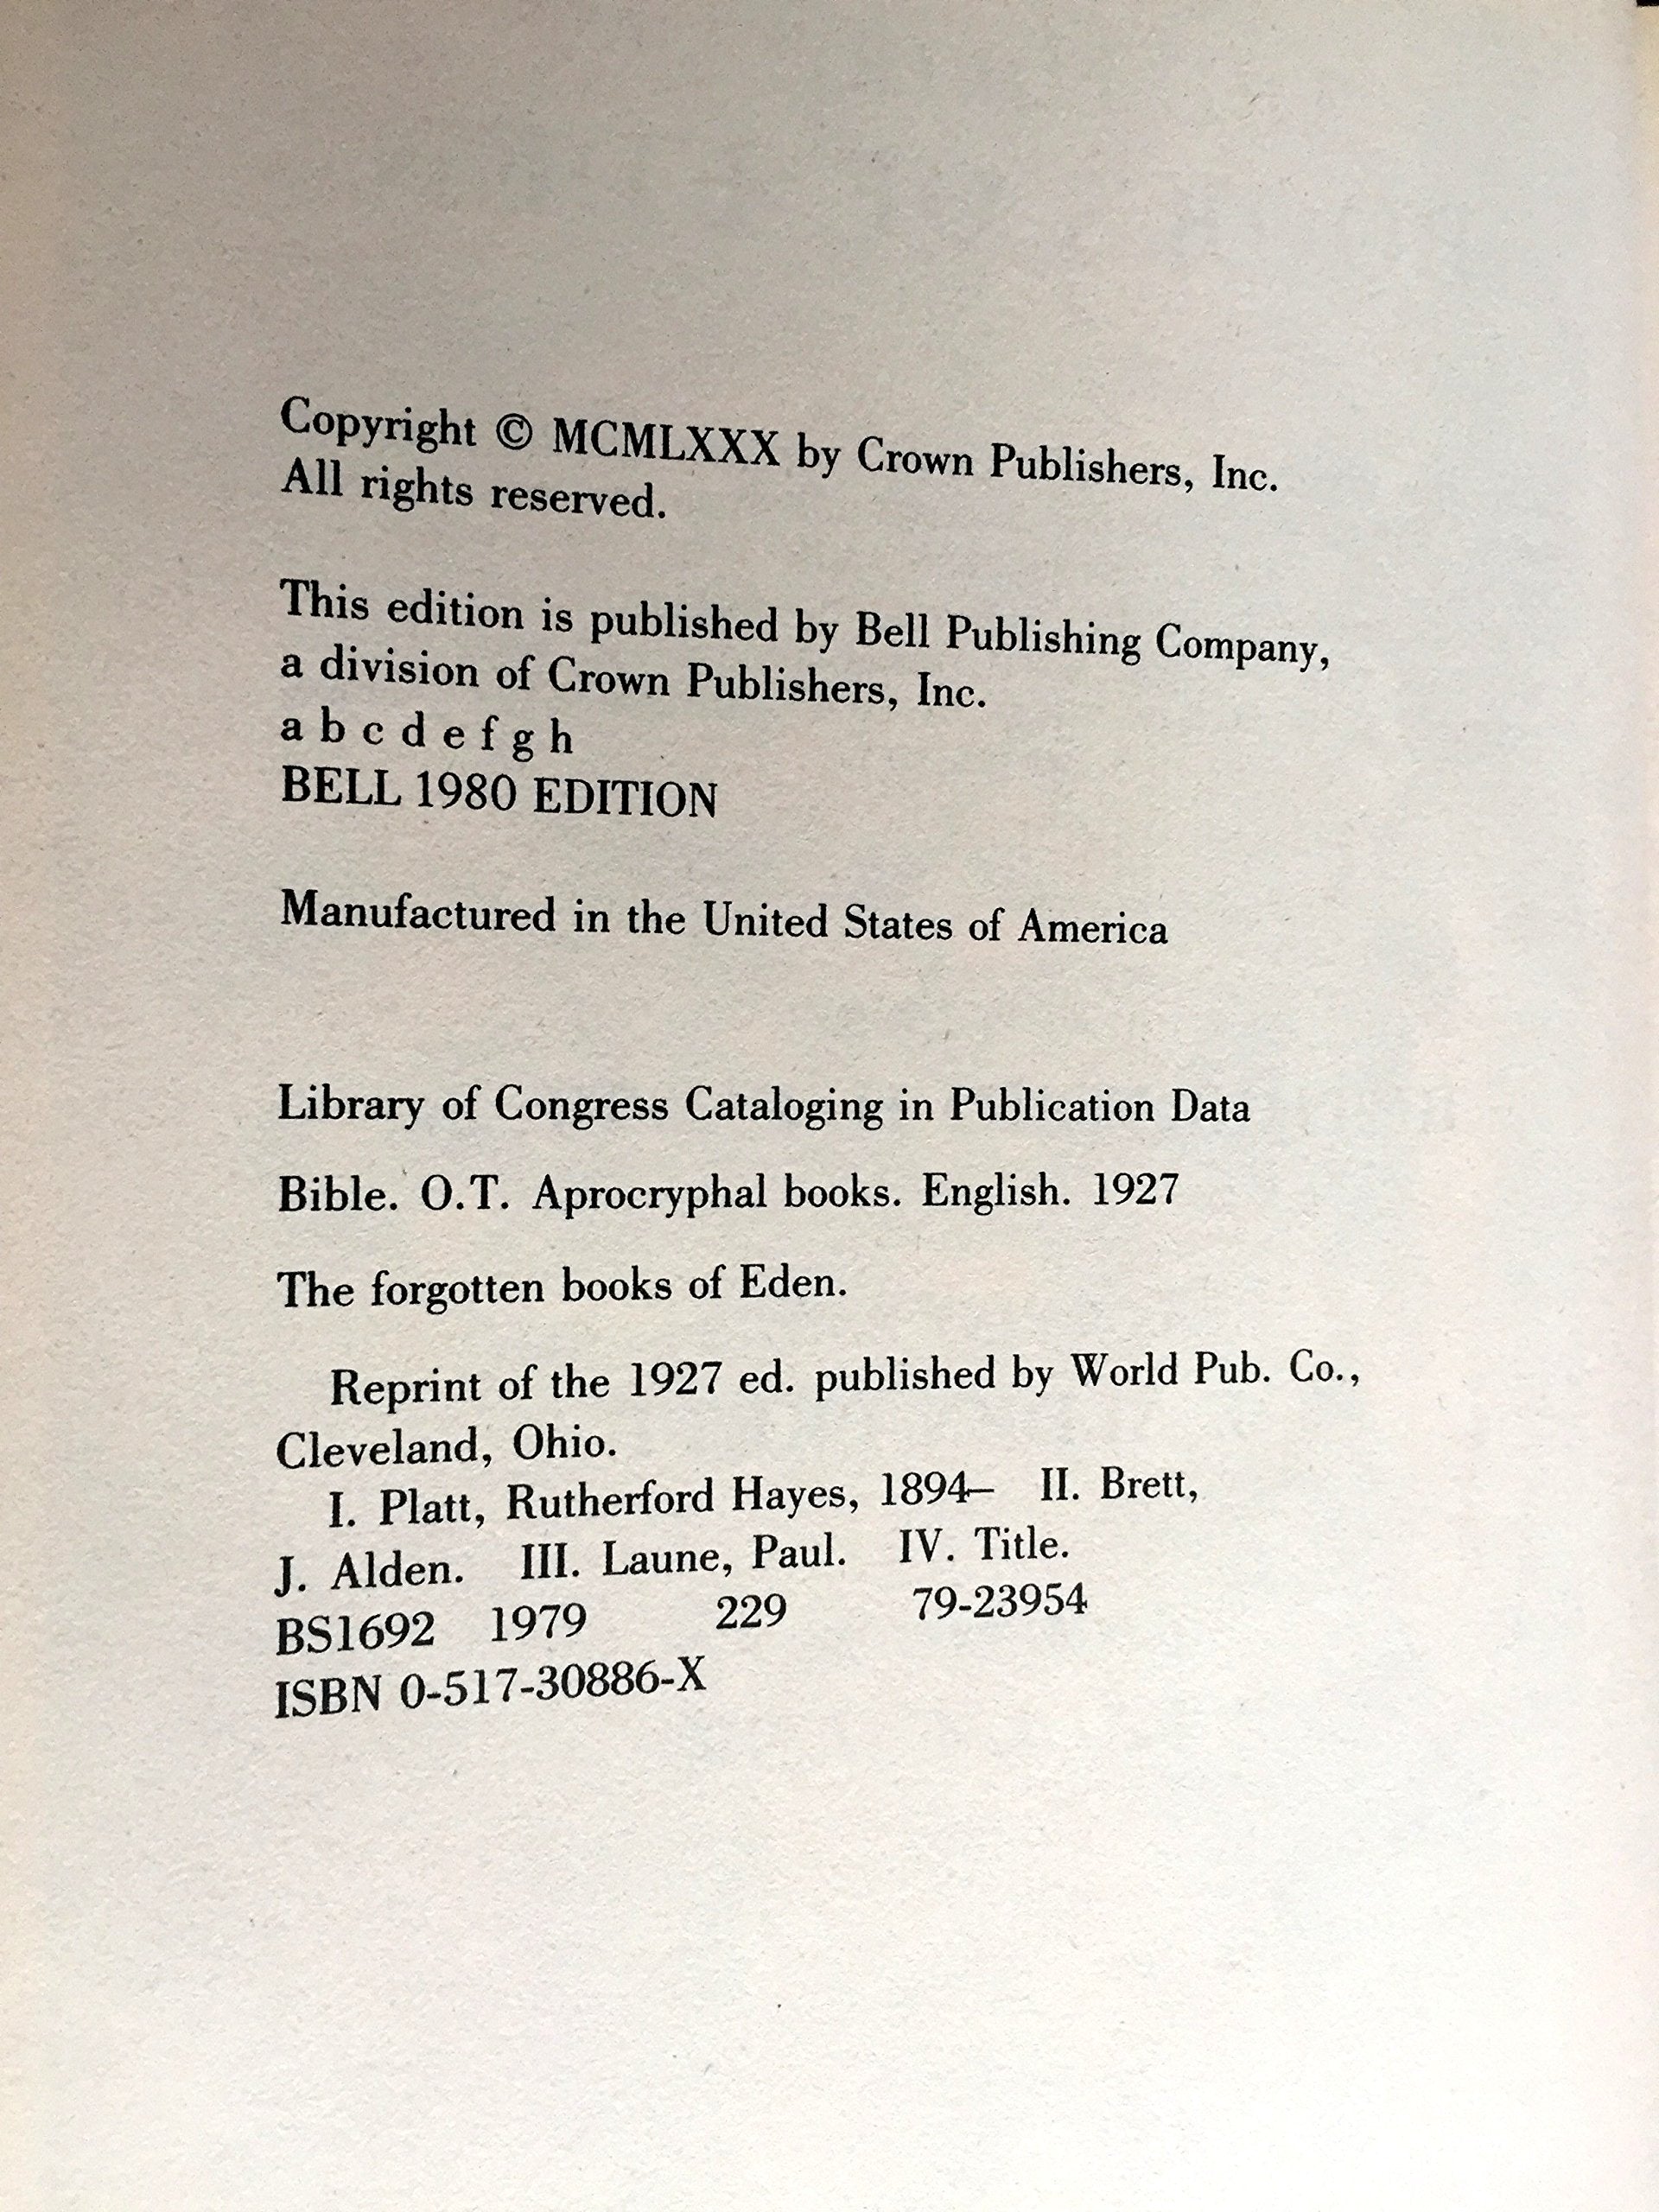 Copyright © MCMLXXX by Crown Publishers, Inc.
All rights reserved.
This edition is published by Bell Publishing Company,
a division of Crown Publishers, Inc.
a b c d e f g h
BELL 1980 EDITION
Manufactured in the United States of America
Library of Congress Cataloging in Publication Data
Bible. O.T. Aprocryphal books. English. 1927
The forgotten books of Eden.
Reprint of the 1927 ed. published by World Pub. Co.,
Cleveland, Ohio.
I. Platt, Rutherford Hayes, 1894– II. Brett,
J. Alden. III. Laune, Paul. IV. Title.
BS1692 1979 229 79-23954
ISBN 0-517-30886-X